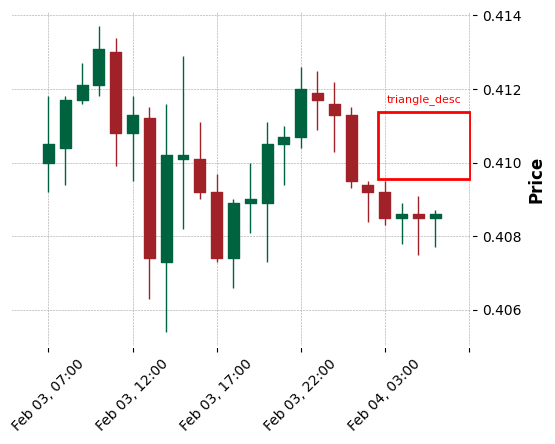 0.414
triangle_desc
0.412
0.410
0.408
0.406
Price
Feb 03, 07:00
Feb 03, 12:00
Feb 03, 17:00
Feb 03, 22:00
Feb 04, 03:00